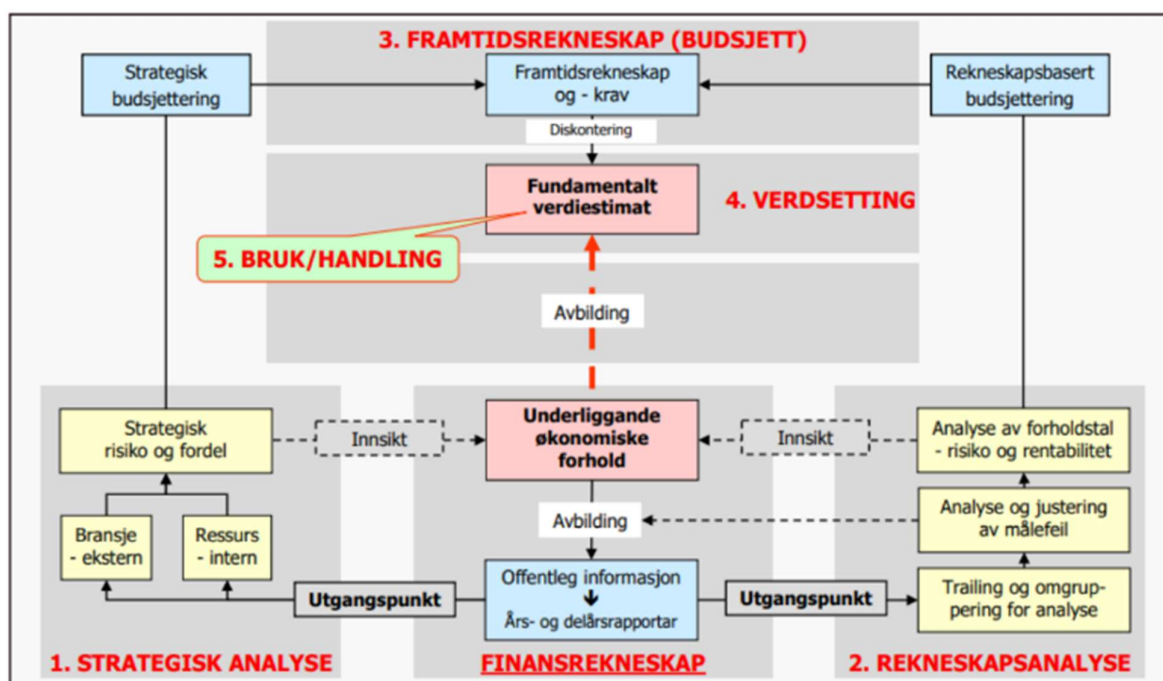 3. FRAMTIDSREKNESKAP (BUDSJETT)
Strategisk
budsjettering
Framtidsrekneskap
og - krav
Rekneskapsbasert
budsjettering
Diskontering
Fundamentalt
verdiestimat
4. VERDSETTING
5. BRUK/HANDLING
Avbilding
Strategisk
risiko og fordel
Innsikt
Underliggande
økonomiske
forhold
Innsikt
Analyse av forholdstal
- risiko og rentabilitet
Bransje
- ekstern
Ressurs
- intern
Avbilding
Analyse og justering
av målefeil
Utgangspunkt
Offentleg informasjon
Års- og delårsrapportar
Utgangspunkt
Trailing og omgrup-
pering for analyse
1. STRATEGISK ANALYSE
FINANSREKNESKAP
2. REKNESKAPSANALYSE